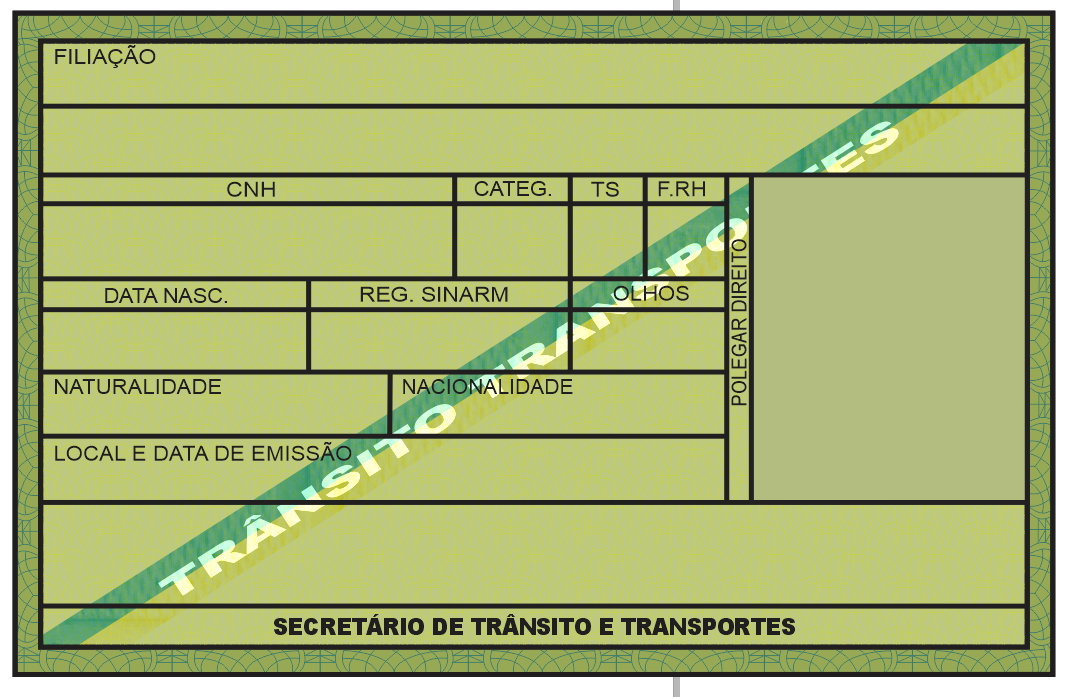 FILIAÇÃO
CNH
CATEG.
TS
F.RH
DATA NASC.
REG. SINARM
OLHOS
POLEGAR DIREITO
NATURALIDADE
NACIONALIDADE
LOCAL E DATA DE EMISSÃO
TRÂNSITO TRANSPORTES
SECRETÁRIO DE TRÂNSITO E TRANSPORTES